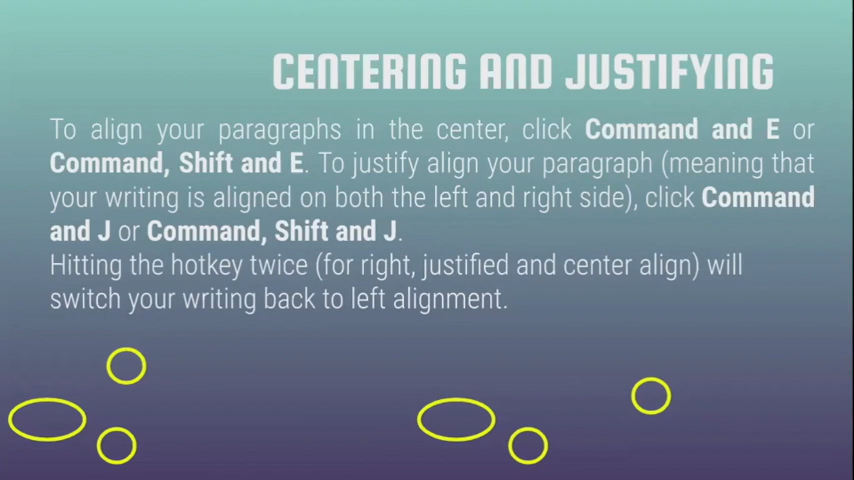 CENTERING AND JUSTIFYING
To align your paragraphs in the center, click Command and E or
Command, Shift and E. To justify align your paragraph (meaning that
your writing is aligned on both the left and right side), click Command
and J or Command, Shift and J.
Hitting the hotkey twice (for right, justified and center align) will
switch your writing back to left alignment.